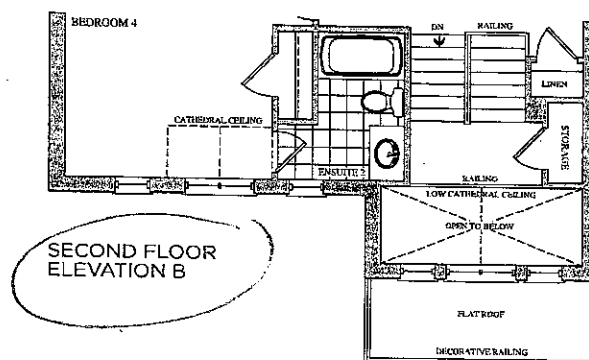 BEDROOM 4
DN
RAILING
LINEN
CATHEDRAL CEILING
STORAGE
ENSUITE 2
RAILING
LOW CATHEDRAL CEILING
OPEN TO BELOW
SECOND FLOOR
ELEVATION B
FLAT ROOF
DECORATIVE RAILING